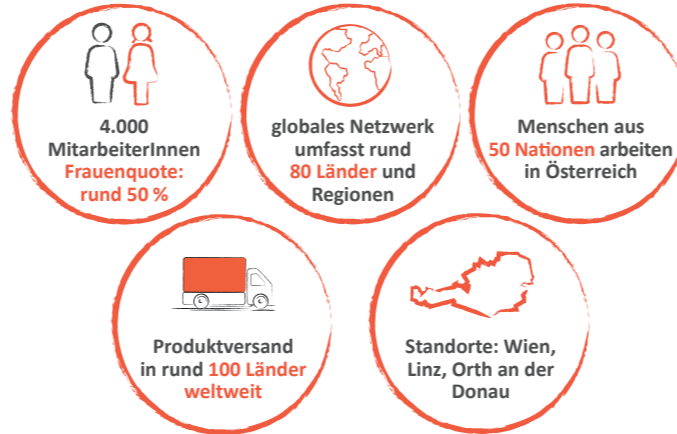 4.000
MitarbeiterInnen
Frauenquote:
rund 50 %
globales Netzwerk
umfasst rund
80 Länder und
Regionen
Menschen aus
50 Nationen arbeiten
in Österreich
Produktversand
in rund 100 Länder
weltweit
Standorte: Wien,
Linz, Orth an der
Donau